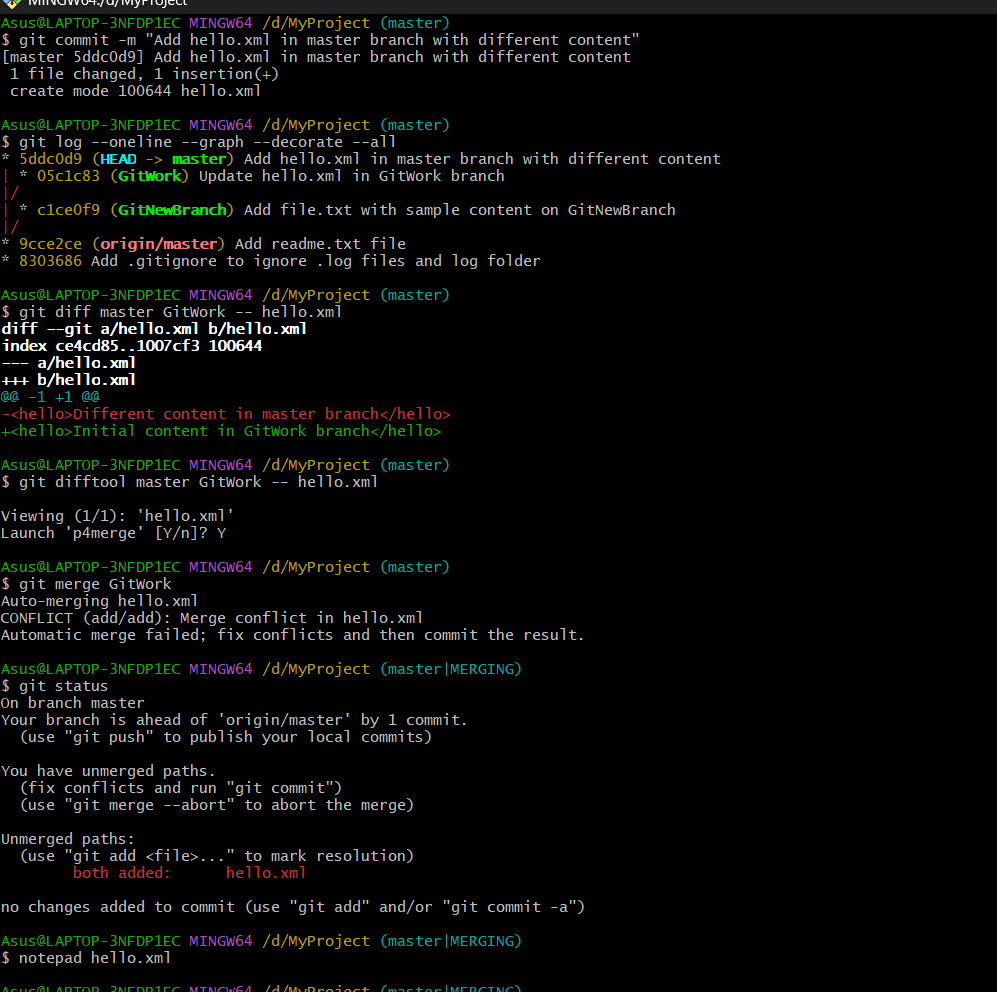 MINGW64:/d/MyProject
Asus@LAPTOP-3NFDP1EC MINGW64 /d/MyProject (master)
$ git commit -m "Add hello.xml in master branch with different content"
[master 5ddc0d9] Add hello.xml in master branch with different content
 1 file changed, 1 insertion(+)
 create mode 100644 hello.xml

Asus@LAPTOP-3NFDP1EC MINGW64 /d/MyProject (master)
$ git log --oneline --graph --decorate --all
* 5ddc0d9 (HEAD -> master) Add hello.xml in master branch with different content
| * 05c1c83 (GitWork) Update hello.xml in GitWork branch
|/
| * c1ce0f9 (GitNewBranch) Add file.txt with sample content on GitNewBranch
|/
* 9cce2ce (origin/master) Add readme.txt file
* 8303686 Add .gitignore to ignore .log files and log folder

Asus@LAPTOP-3NFDP1EC MINGW64 /d/MyProject (master)
$ git diff master GitWork -- hello.xml
diff --git a/hello.xml b/hello.xml
index ce4cd85..1007cf3 100644
--- a/hello.xml
+++ b/hello.xml
@@ -1 +1 @@
-<hello>Different content in master branch</hello>
+<hello>Initial content in GitWork branch</hello>

Asus@LAPTOP-3NFDP1EC MINGW64 /d/MyProject (master)
$ git difftool master GitWork -- hello.xml

Viewing (1/1): 'hello.xml'
Launch 'p4merge' [Y/n]? Y

Asus@LAPTOP-3NFDP1EC MINGW64 /d/MyProject (master)
$ git merge GitWork
Auto-merging hello.xml
CONFLICT (add/add): Merge conflict in hello.xml
Automatic merge failed; fix conflicts and then commit the result.

Asus@LAPTOP-3NFDP1EC MINGW64 /d/MyProject (master|MERGING)
$ git status
On branch master
Your branch is ahead of 'origin/master' by 1 commit.
  (use "git push" to publish your local commits)

You have unmerged paths.
  (fix conflicts and run "git commit")
  (use "git merge --abort" to abort the merge)

Unmerged paths:
  (use "git add <file>..." to mark resolution)
        both added:      hello.xml

no changes added to commit (use "git add" and/or "git commit -a")

Asus@LAPTOP-3NFDP1EC MINGW64 /d/MyProject (master|MERGING)
$ notepad hello.xml

Asus@LAPTOP-3NFDP1EC MINGW64 /d/MyProject (master|MERGING)